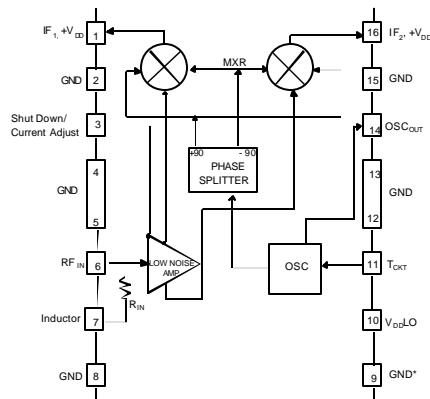 IF1, +VDD
1
16
IF2, +VDD
MXR
GND
2
15
GND
Shut Down/
Current Adjust
3
14
OSCOUT
+90
- 90
PHASE
SPLITTER
4
13
GND
GND
5
12
RF IN
6
LOW NOISE
AMP
OSC
11
TCKT
RIN
Inductor
7
10
VDDLO
GND
8
9
GND*